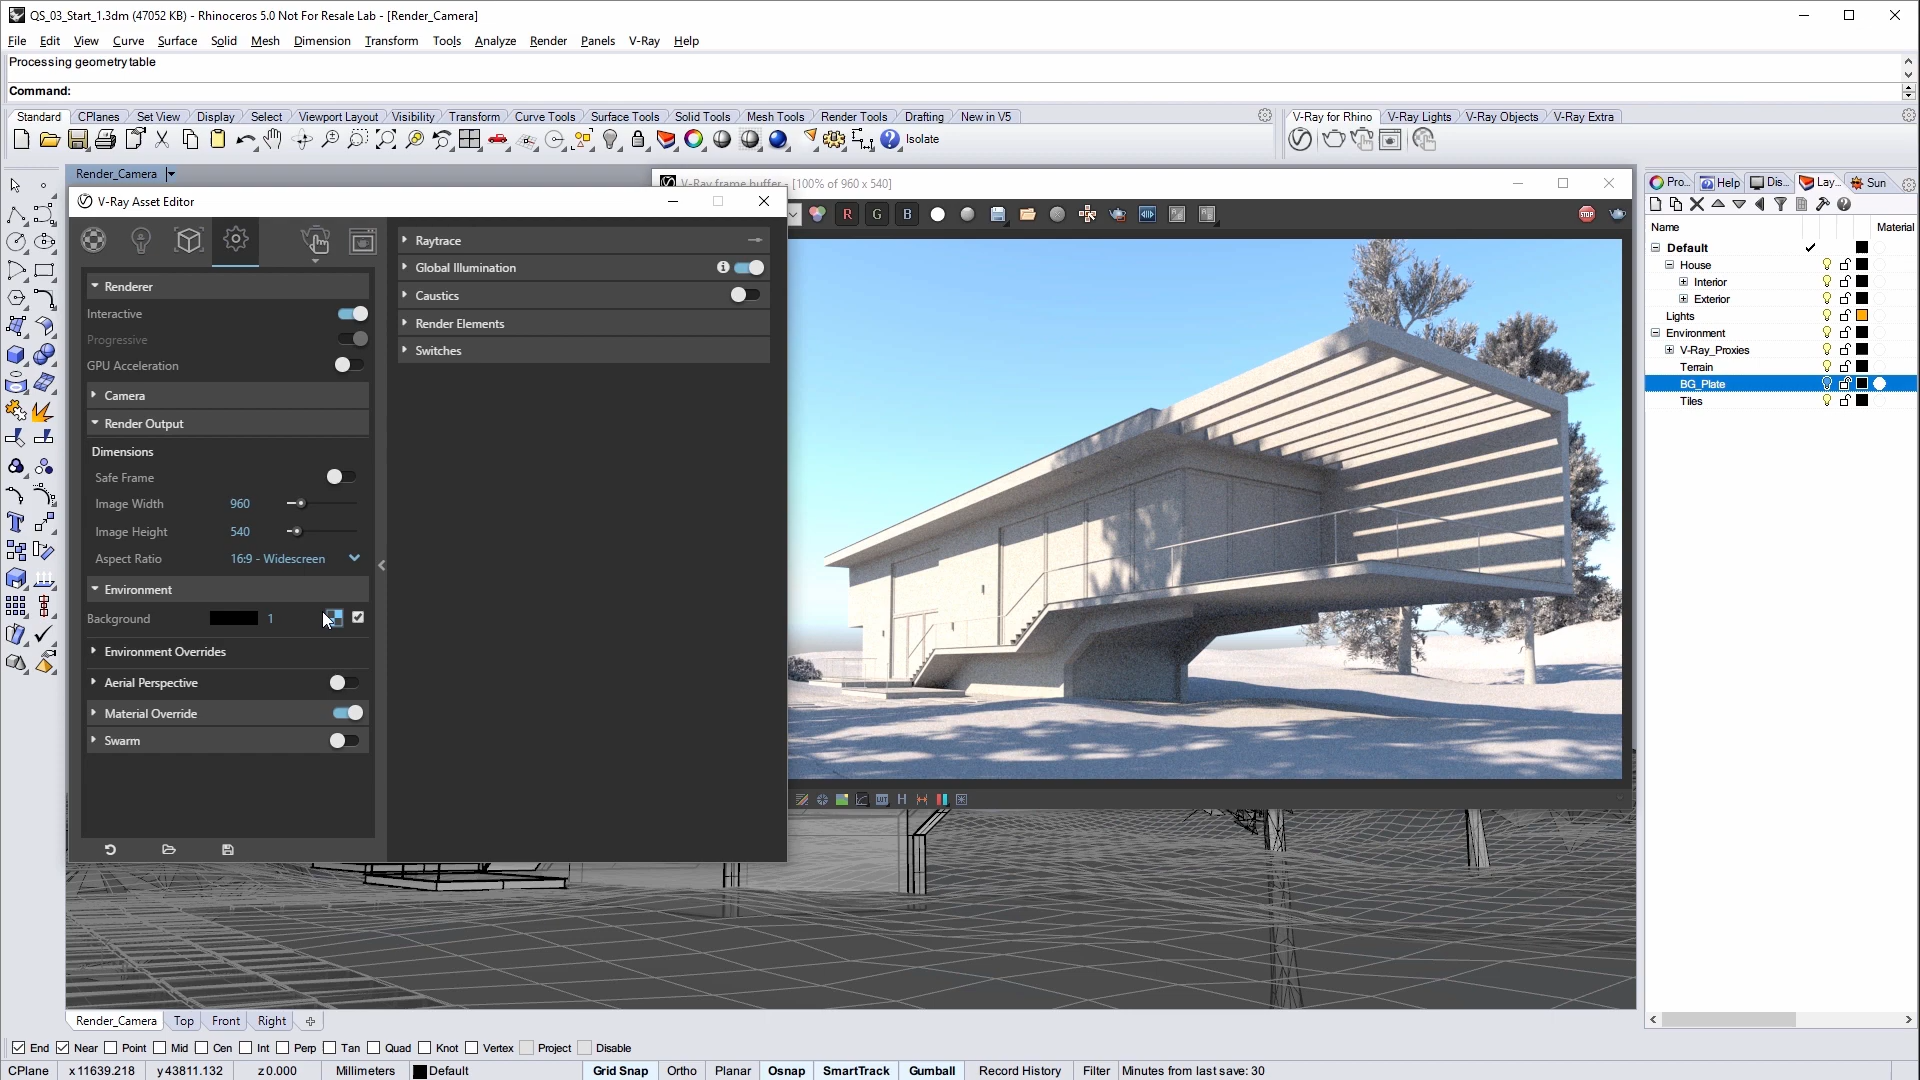 QS_03_Start_1.3dm (47052 KB) - Rhinoceros 5.0 Not For Resale Lab - [Render_Camera]
File Edit View Curve Surface Solid Mesh Dimension Transform Tools Analyze Render Panels V-Ray Help
Processing geometry table
Command:
Standard CPlanes Set View Display Select Viewport Layout Visibility Transform Curve Tools Surface Tools Solid Tools Mesh Tools Render Tools Drafting New in V5 V-Ray for Rhino V-Ray Lights V-Ray Objects V-Ray Extra
Isolate
Render_Camera
V-Ray frame buffer - [100% of 960 x 540]
Pro... Help Dis... Lay... Sun
V-Ray Asset Editor
R G B
STOP
Name Material
Raytrace
Default
Global Illumination
House
Renderer
Caustics
Interior
Interactive
Exterior
Render Elements
Lights
Progressive
Environment
Switches
V-Ray_Proxies
GPU Acceleration
Terrain
BG_Plate
Camera
Tiles
Render Output
Dimensions
Safe Frame
Image Width 960
Image Height 540
Aspect Ratio 16:9 - Widescreen
Environment
Background 1
Environment Overrides
Aerial Perspective
Material Override
Swarm
H
Render_Camera Top Front Right
End Near Point Mid Cen Int Perp Tan Quad Knot Vertex Project Disable
CPlane x 11639.218 y 43811.132 z 0.000 Millimeters Default Grid Snap Ortho Planar Osnap SmartTrack Gumball Record History Filter Minutes from last save: 30